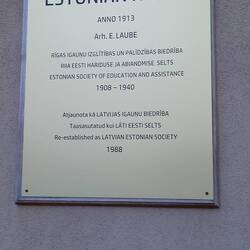 ESTONIAN
ANNO 1913
Arh. E. LAUBE
RĪGAS IGAUŅU IZGLĪTĪBAS UN PALĪDZĪBAS BIEDRĪBA
RIIA EESTI HARIDUSE JA ABIANDMISE SELTS
ESTONIAN SOCIETY OF EDUCATION AND ASSISTANCE
1908 – 1940
Atjaunota kā LATVIJAS IGAUŅU BIEDRĪBA
Taasasutatud kui LÄTI EESTI SELTS
Re-established as LATVIAN ESTONIAN SOCIETY
1988